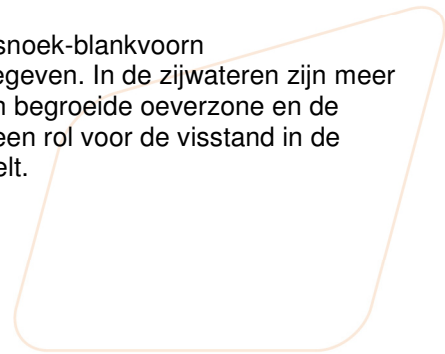 snoek-blankvoorn
egeven. In de zijwateren zijn meer
begroeide oeverzone en de
een rol voor de visstand in de
elt.